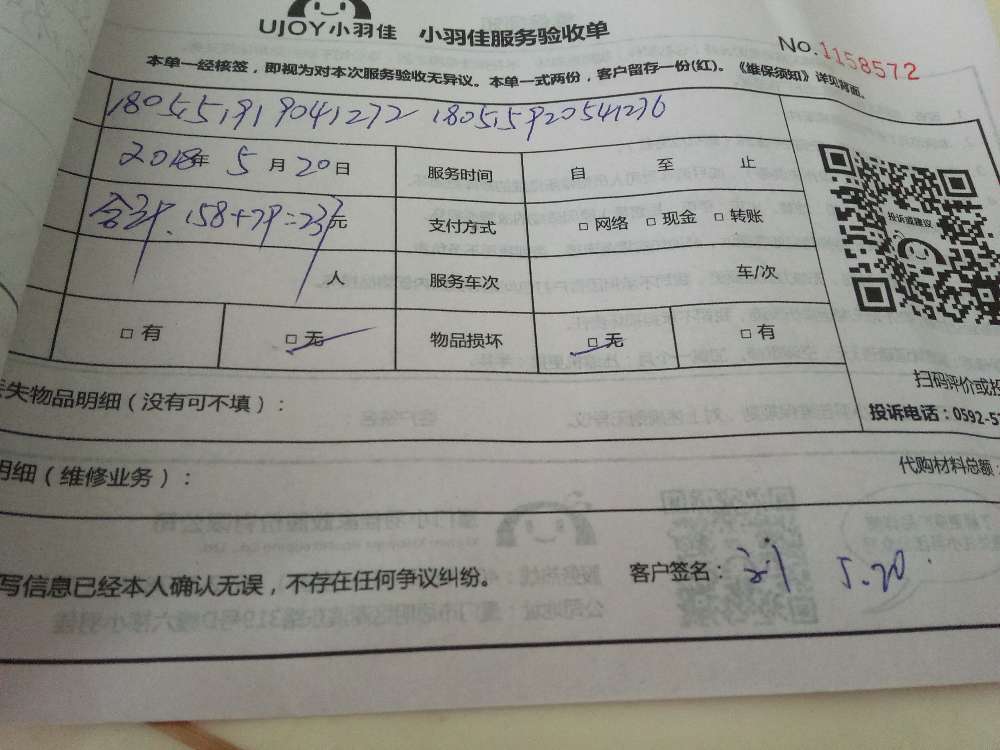 UJOY小羽佳 小羽佳服务验收单
No.1158572
本单一经核签，即视为对本次服务验收无异议。本单一式两份，客户留存一份(红)。《维保须知》详见背面。
180551919041272 180515920541276
2018年 5月20日 服务时间 自 至 止
合计、158+79=237元 支付方式 □网络 □现金 □转账
人 服务车次 车/次
□有 □无 物品损坏 □无 □有
投诉或建议
扫码评价或投
失物品明细（没有可不填）：
投诉电话：0592-5
明细（维修业务）： 代购材料总额：
写信息已经本人确认无误，不存在任何争议纠纷。 客户签名：刘 5.20